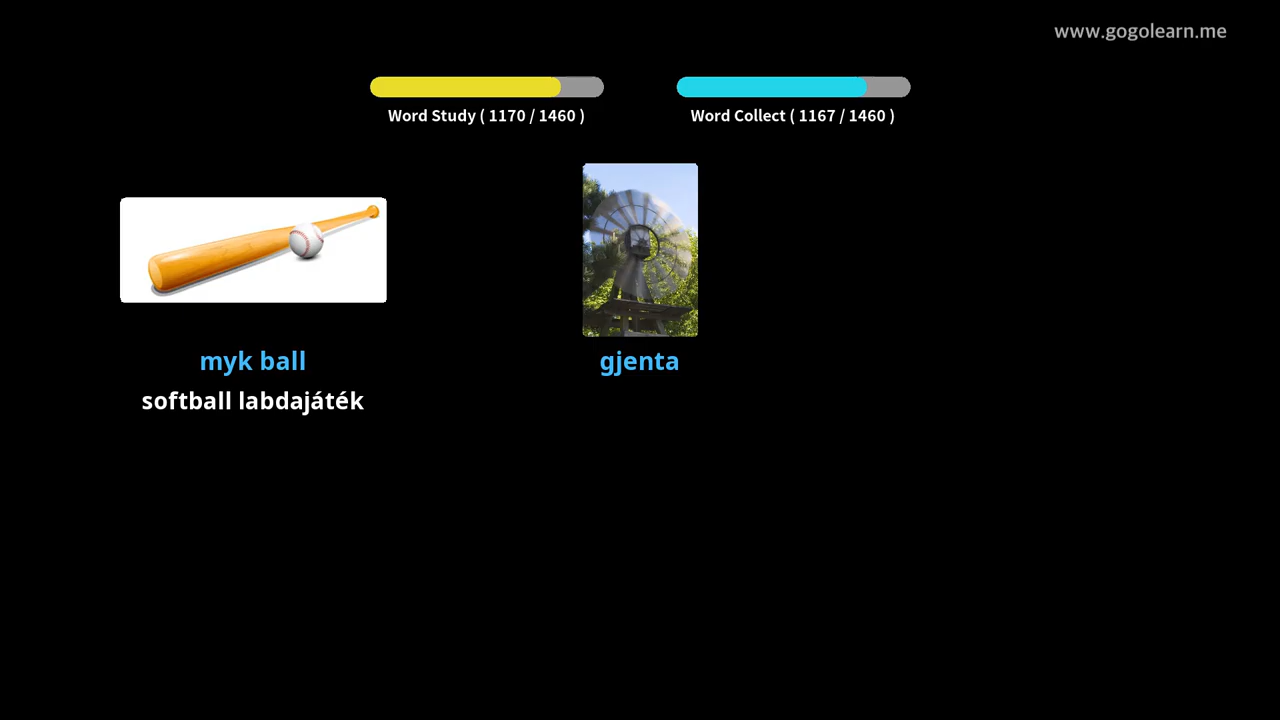 www.gogolearn.me
Word Study ( 1170 / 1460 )
Word Collect ( 1167 / 1460 )
myk ball
softball labdajáték
gjenta